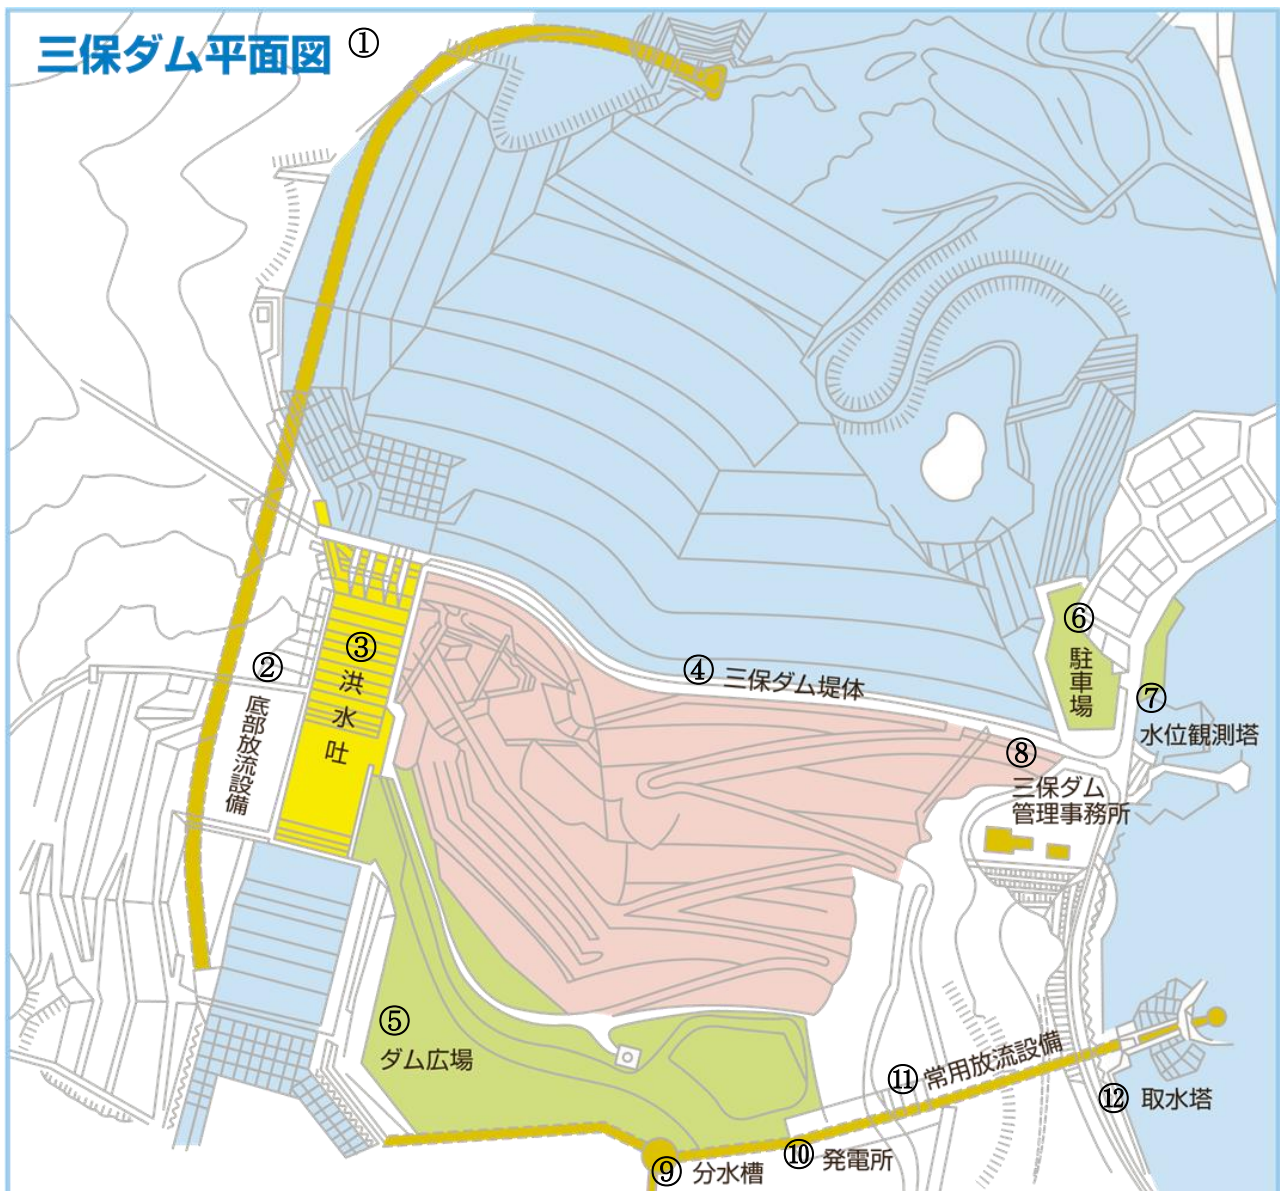 三保ダム平面図 ①
②
底部放流設備
③
洪水吐
④ 三保ダム堤体
⑤
ダム広場
⑥
駐車場
⑦
水位観測塔
⑧
三保ダム
管理事務所
⑨ 分水槽
⑩ 発電所
⑪ 常用放流設備
⑫ 取水塔